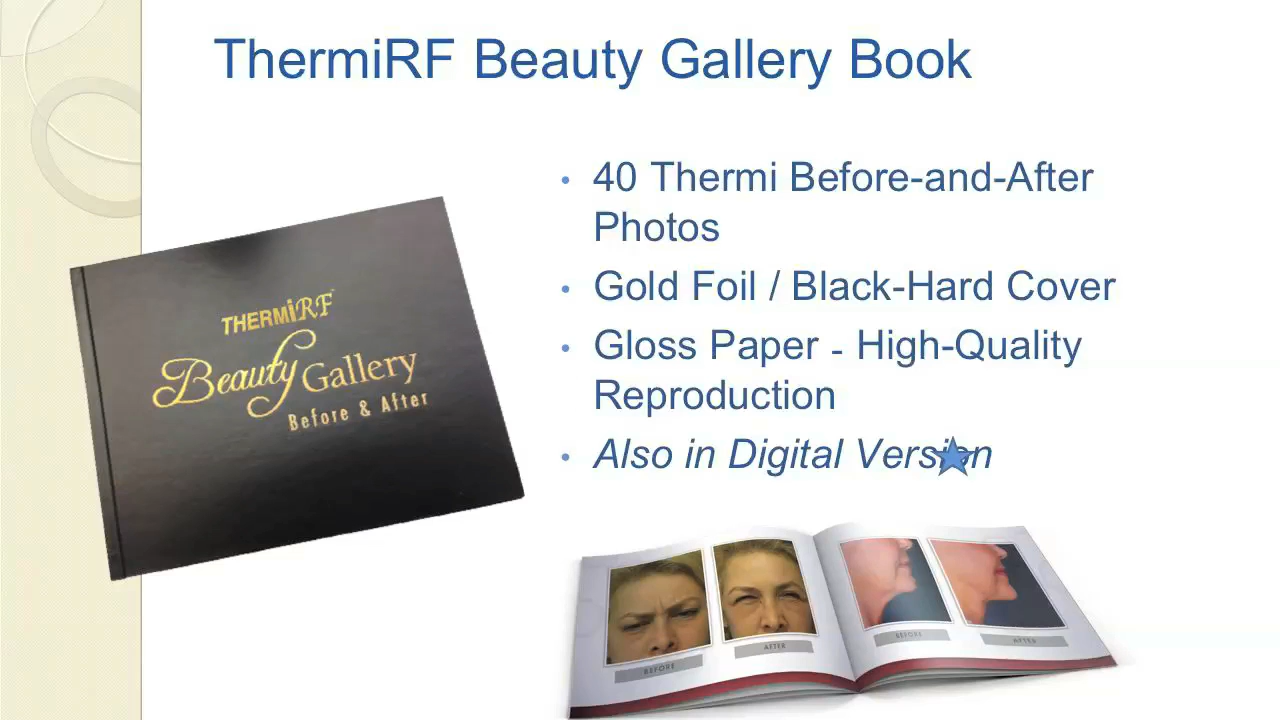 ThermiRF Beauty Gallery Book
40 Thermi Before-and-After
Photos
Gold Foil / Black-Hard Cover
Gloss Paper - High-Quality
Reproduction
Also in Digital Version
THERMiRF
Beauty Gallery
Before & After
BEFORE
AFTER
BEFORE
AFTER